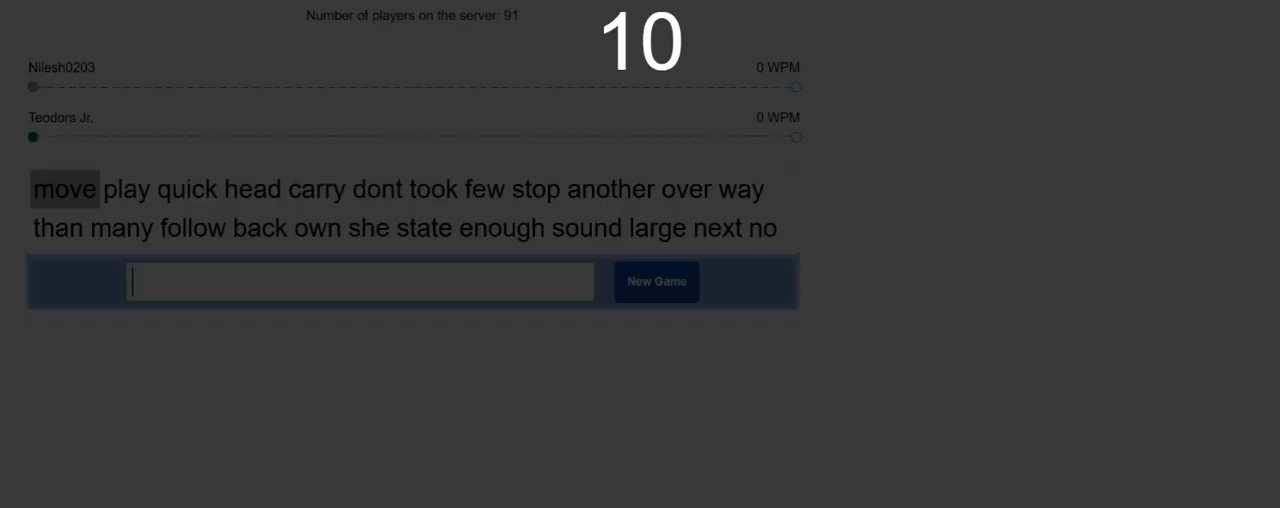 Number of players on the server: 91
10
Nilesh0203 0 WPM
Teodors Jr. 0 WPM
move play quick head carry dont took few stop another over way
than many follow back own she state enough sound large next no
New Game